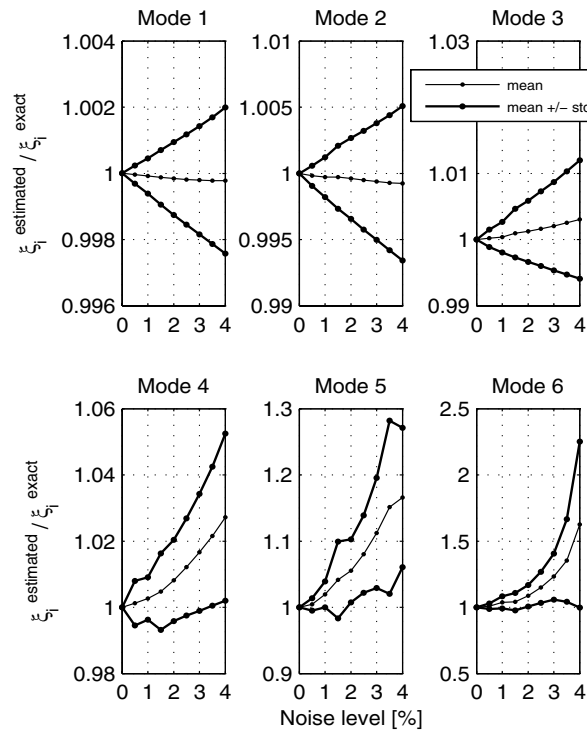 Mode 1 Mode 2 Mode 3
1.004 1.01 1.03
mean
mean +/− std
1.002 1.005
1.01
1 1 1
0.998 0.995
0.996 0.99 0.99
0 1 2 3 4 0 1 2 3 4 0 1 2 3 4
ξi estimated / ξi exact
Mode 4 Mode 5 Mode 6
1.06 1.3 2.5
1.04 1.2 2
1.02 1.1 1.5
1 1 1
0.98 0.9 0.5
0 1 2 3 4 0 1 2 3 4 0 1 2 3 4
ξi estimated / ξi exact
Noise level [%]